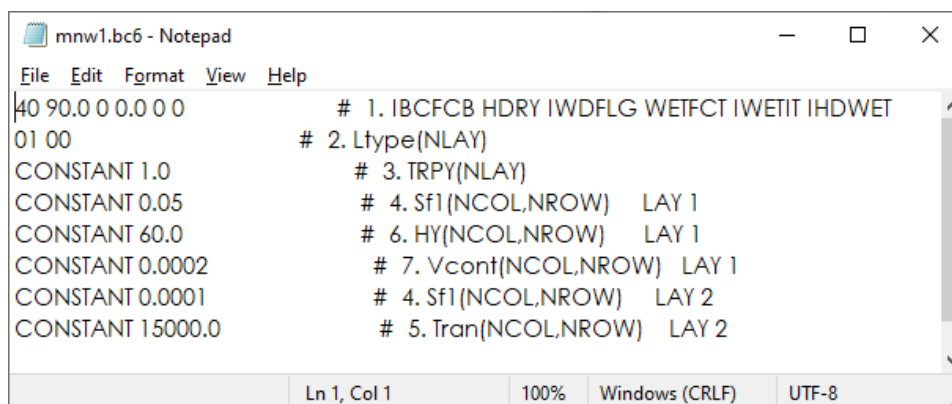 mnw1.bc6 - Notepad
File Edit Format View Help
40 90.0 0 0.0 0 0 # 1. IBCFCB HDRY IWDFLG WETFCT IWETIT IHDWET
01 00 # 2. Ltype(NLAY)
CONSTANT 1.0 # 3. TRPY(NLAY)
CONSTANT 0.05 # 4. Sf1(NCOL,NROW) LAY 1
CONSTANT 60.0 # 6. HY(NCOL,NROW) LAY 1
CONSTANT 0.0002 # 7. Vcont(NCOL,NROW) LAY 1
CONSTANT 0.0001 # 4. Sf1(NCOL,NROW) LAY 2
CONSTANT 15000.0 # 5. Tran(NCOL,NROW) LAY 2
Ln 1, Col 1 100% Windows (CRLF) UTF-8